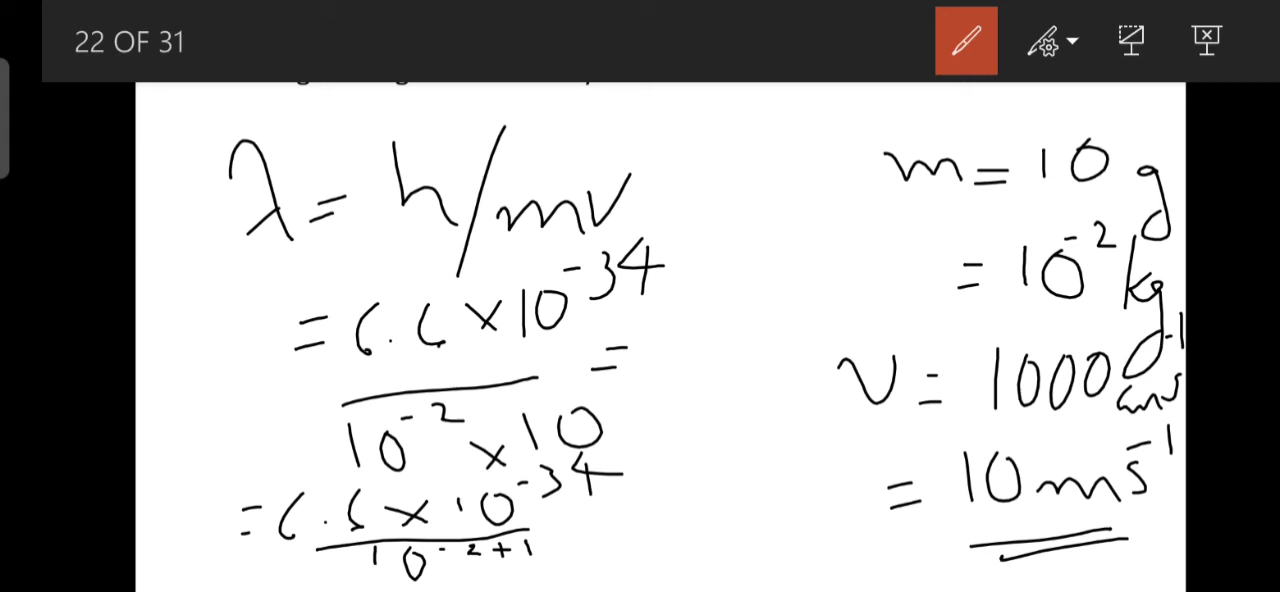 22 OF 31
λ = h/mv
= 6.6 × 10⁻³⁴ =
10⁻² × 10
= 6.6 × 10⁻³⁴
10⁻²⁺¹
m = 10 g
= 10⁻² kg
v = 1000 cms⁻¹
= 10 ms⁻¹